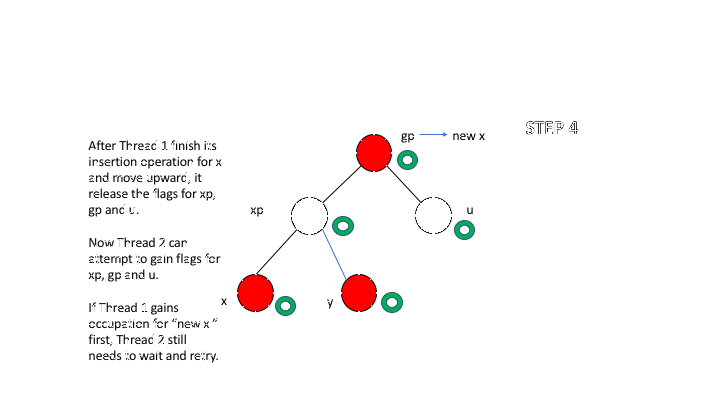 STEP 4
gp → new x
After Thread 1 finish its
insertion operation for x
and move upward, it
release the flags for xp,
gp and u.
xp
u
Now Thread 2 can
attempt to gain flags for
xp, gp and u.
x
y
If Thread 1 gains
occupation for "new x "
first, Thread 2 still
needs to wait and retry.